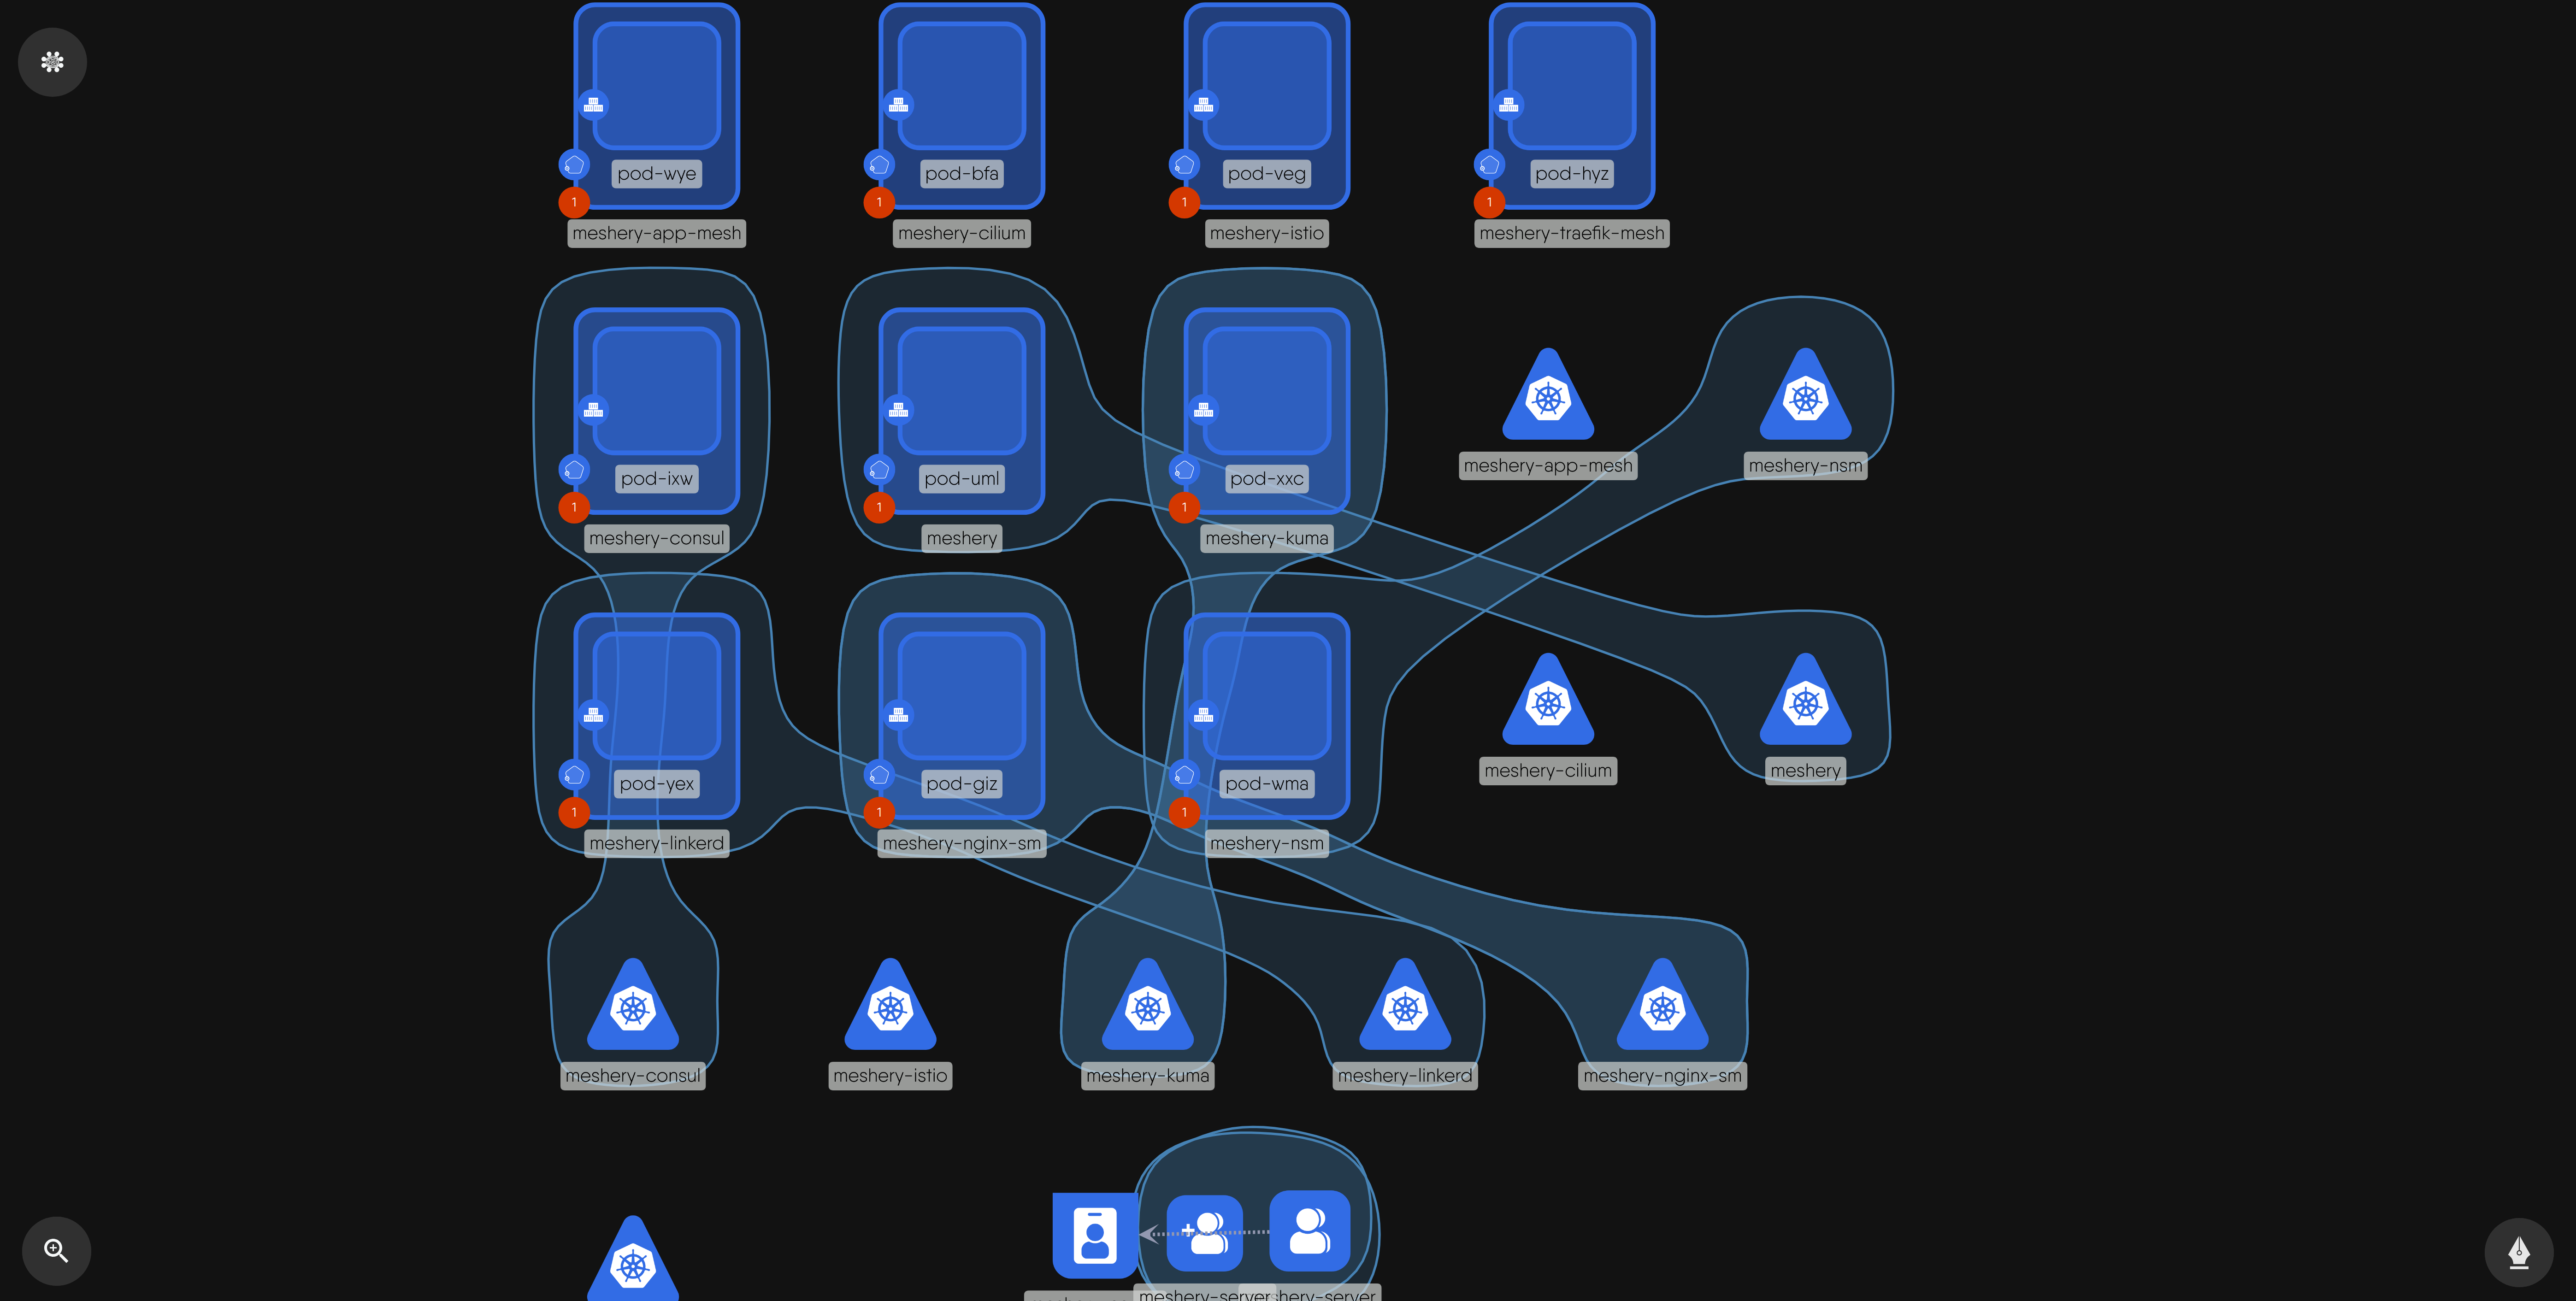 pod-wye
pod-bfa
pod-veg
pod-hyz
1
1
1
1
meshery-app-mesh
meshery-cilium
meshery-istio
meshery-traefik-mesh
pod-ixw
pod-uml
pod-xxc
meshery-app-mesh
meshery-nsm
1
1
1
meshery-consul
meshery
meshery-kuma
pod-yex
pod-giz
pod-wma
meshery-cilium
meshery
1
1
1
meshery-linkerd
meshery-nginx-sm
meshery-nsm
meshery-consul
meshery-istio
meshery-kuma
meshery-linkerd
meshery-nginx-sm
meshery-server
hery-server